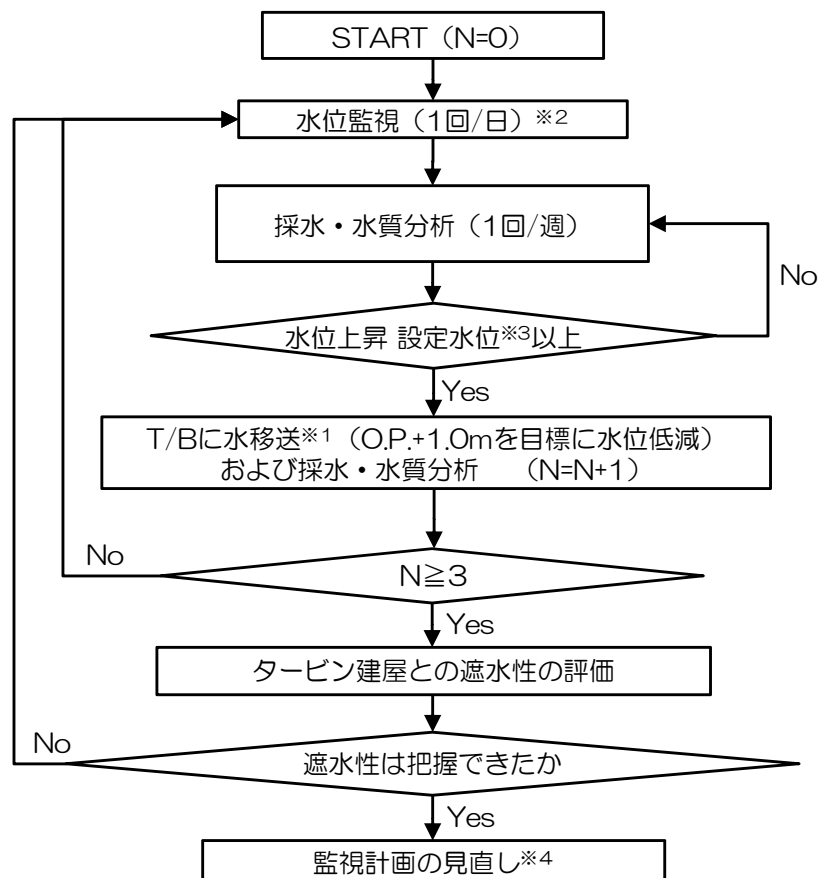 START（N=0）
水位監視（1回/日）※2
採水・水質分析（1回/週）
No
水位上昇 設定水位※3以上
Yes
T/Bに水移送※1（O.P.+1.0mを目標に水位低減）
および採水・水質分析　（N=N+1）
No
N≧3
Yes
タービン建屋との遮水性の評価
No
遮水性は把握できたか
Yes
監視計画の見直し※4